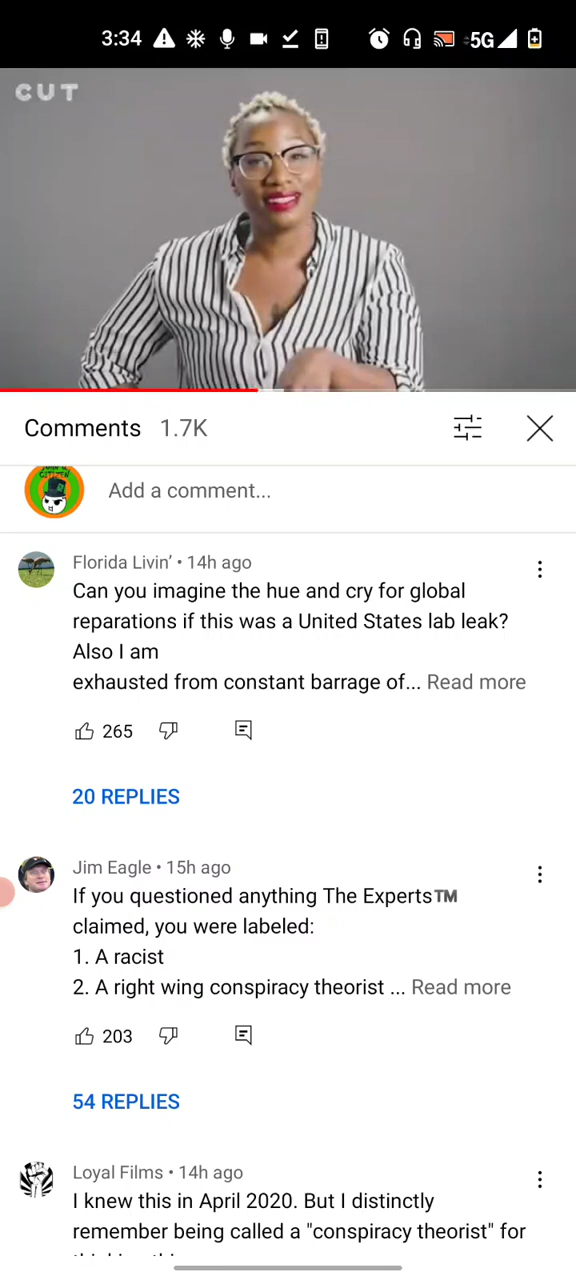 3:34
5G
CUT
Comments 1.7K
Add a comment...
Florida Livin’ • 14h ago
Can you imagine the hue and cry for global
reparations if this was a United States lab leak?
Also I am
exhausted from constant barrage of... Read more
265
20 REPLIES
Jim Eagle • 15h ago
If you questioned anything The Experts™
claimed, you were labeled:
1. A racist
2. A right wing conspiracy theorist ... Read more
203
54 REPLIES
Loyal Films • 14h ago
I knew this in April 2020. But I distinctly
remember being called a "conspiracy theorist" for